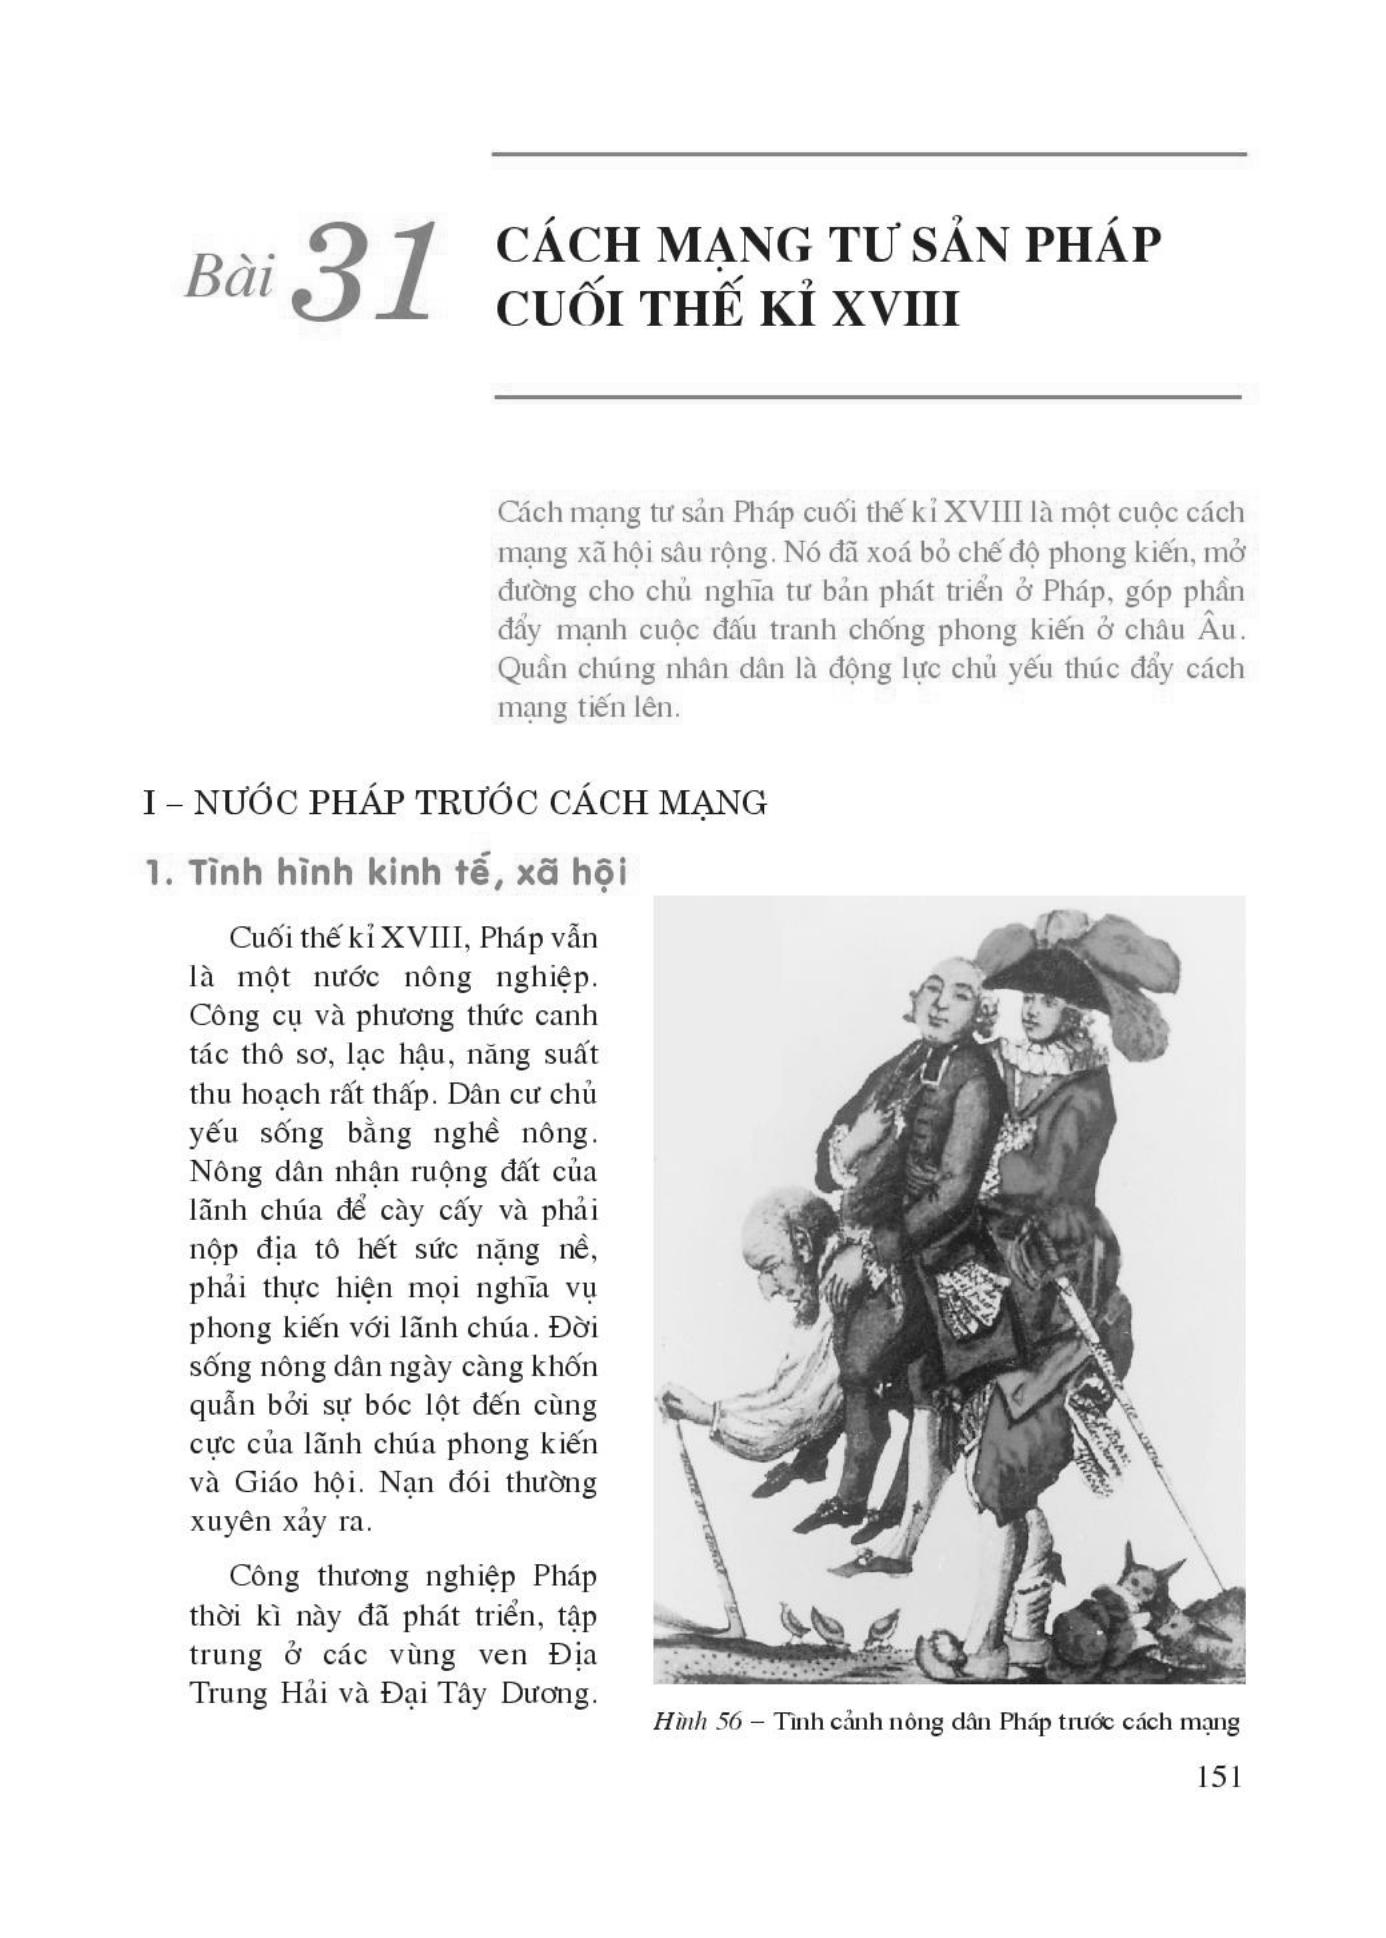 Bài 31
CÁCH MẠNG TƯ SẢN PHÁP
CUỐI THẾ KỈ XVIII
Cách mạng tư sản Pháp cuối thế kỉ XVIII là một cuộc cách
mạng xã hội sâu rộng. Nó đã xoá bỏ chế độ phong kiến, mở
đường cho chủ nghĩa tư bản phát triển ở Pháp, góp phần
đẩy mạnh cuộc đấu tranh chống phong kiến ở châu Âu.
Quần chúng nhân dân là động lực chủ yếu thúc đẩy cách
mạng tiến lên.
I – NƯỚC PHÁP TRƯỚC CÁCH MẠNG
1. Tình hình kinh tế, xã hội
Cuối thế kỉ XVIII, Pháp vẫn
là một nước nông nghiệp.
Công cụ và phương thức canh
tác thô sơ, lạc hậu, năng suất
thu hoạch rất thấp. Dân cư chủ
yếu sống bằng nghề nông.
Nông dân nhận ruộng đất của
lãnh chúa để cày cấy và phải
nộp địa tô hết sức nặng nề,
phải thực hiện mọi nghĩa vụ
phong kiến với lãnh chúa. Đời
sống nông dân ngày càng khốn
quẫn bởi sự bóc lột đến cùng
cực của lãnh chúa phong kiến
và Giáo hội. Nạn đói thường
xuyên xảy ra.
Công thương nghiệp Pháp
thời kì này đã phát triển, tập
trung ở các vùng ven Địa
Trung Hải và Đại Tây Dương.
Hình 56 – Tình cảnh nông dân Pháp trước cách mạng
151